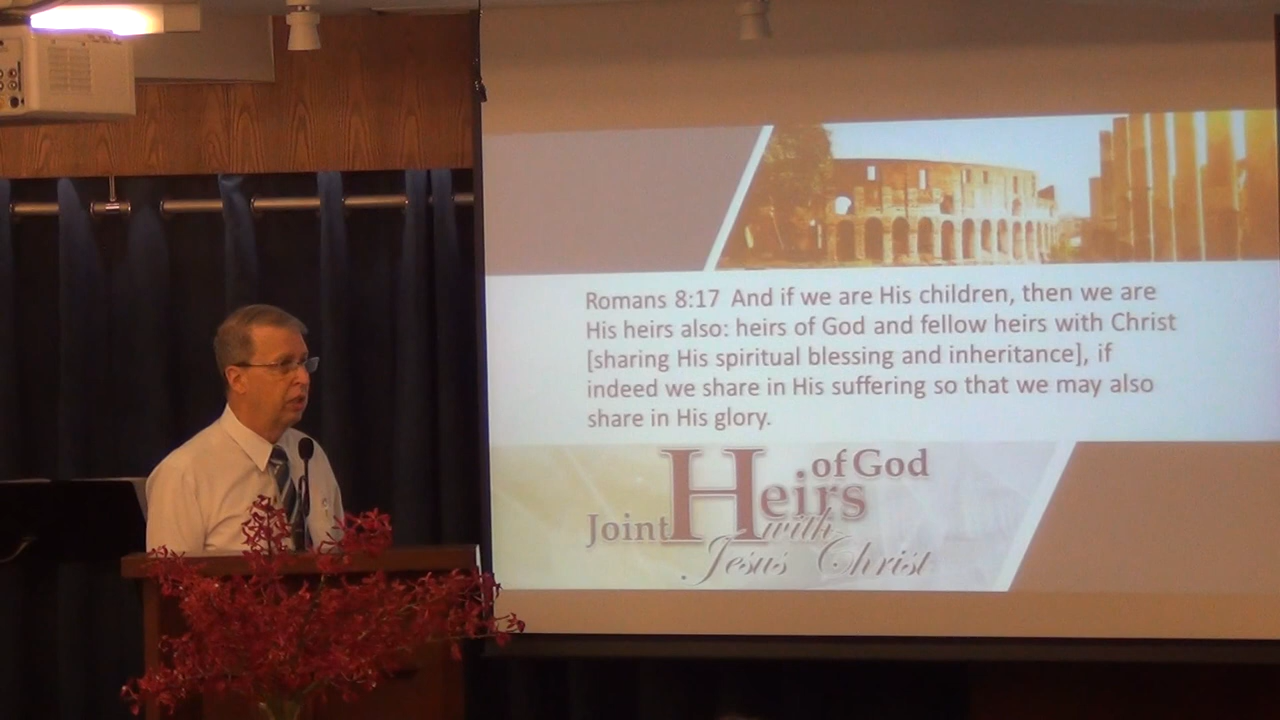 Romans 8:17 And if we are His children, then we are
His heirs also: heirs of God and fellow heirs with Christ
[sharing His spiritual blessing and inheritance], if
indeed we share in His suffering so that we may also
share in His glory.
Joint Heirs of God
with
Jesus Christ